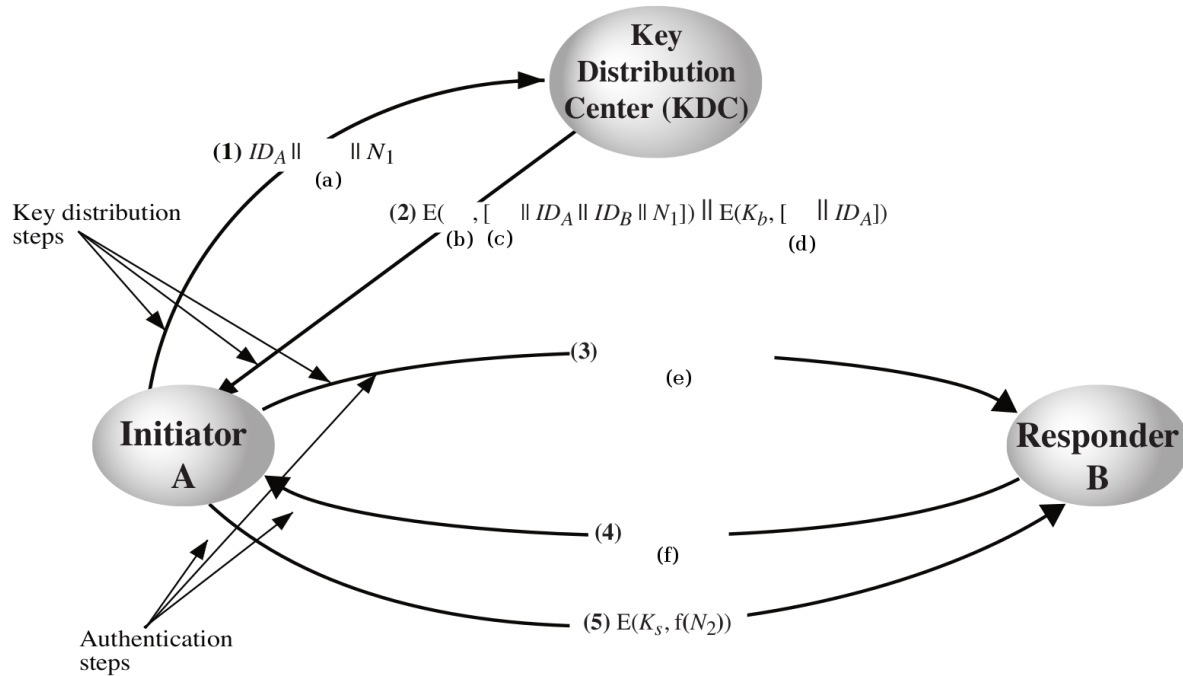 Key
Distribution
Center (KDC)
(1) ID_A || || N_1
(a)
Key distribution
steps
(2) E( , [ || ID_A || ID_B || N_1]) || E(K_b, [ || ID_A])
(b) (c) (d)
(3)
(e)
Initiator
A
Responder
B
(4)
(f)
(5) E(K_s, f(N_2))
Authentication
steps